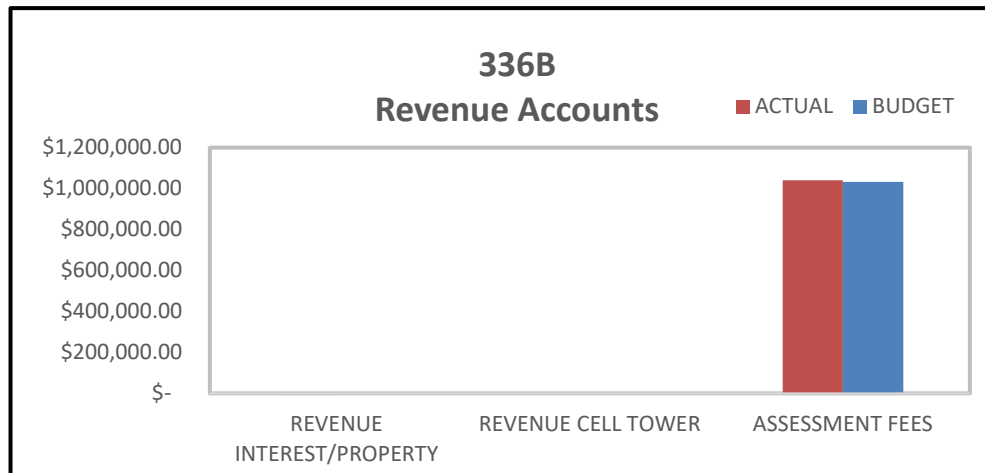 336B
Revenue Accounts
ACTUAL BUDGET
$1,200,000.00
$1,000,000.00
$800,000.00
$600,000.00
$400,000.00
$200,000.00
$-
REVENUE INTEREST/PROPERTY
REVENUE CELL TOWER
ASSESSMENT FEES